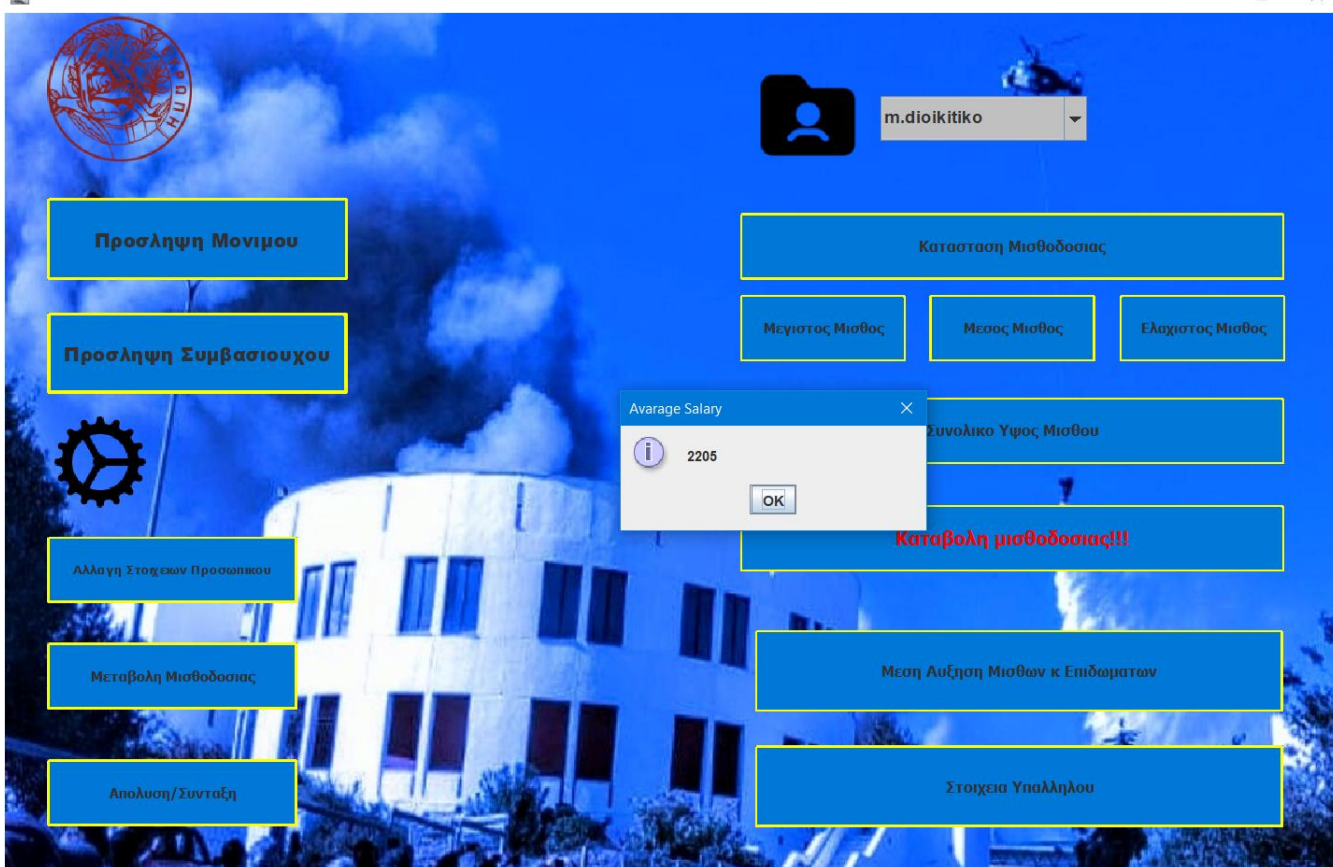 m.dioikitiko
Προσληψη Μονιμου
Κατασταση Μισθοδοσιας
Μεγιστος Μισθος
Μεσος Μισθος
Ελαχιστος Μισθος
Προσληψη Συμβασιουχου
Avarage Salary
2205
OK
Συνολικο Υψος Μισθου
Καταβολη μισθοδοσιας!!!
Αλλαγη Στοιχειων Προσωπικου
Μεταβολη Μισθοδοσιας
Μεση Αυξηση Μισθων κ Επιδωματων
Απολυση/Συνταξη
Στοιχεια Υπαλληλου